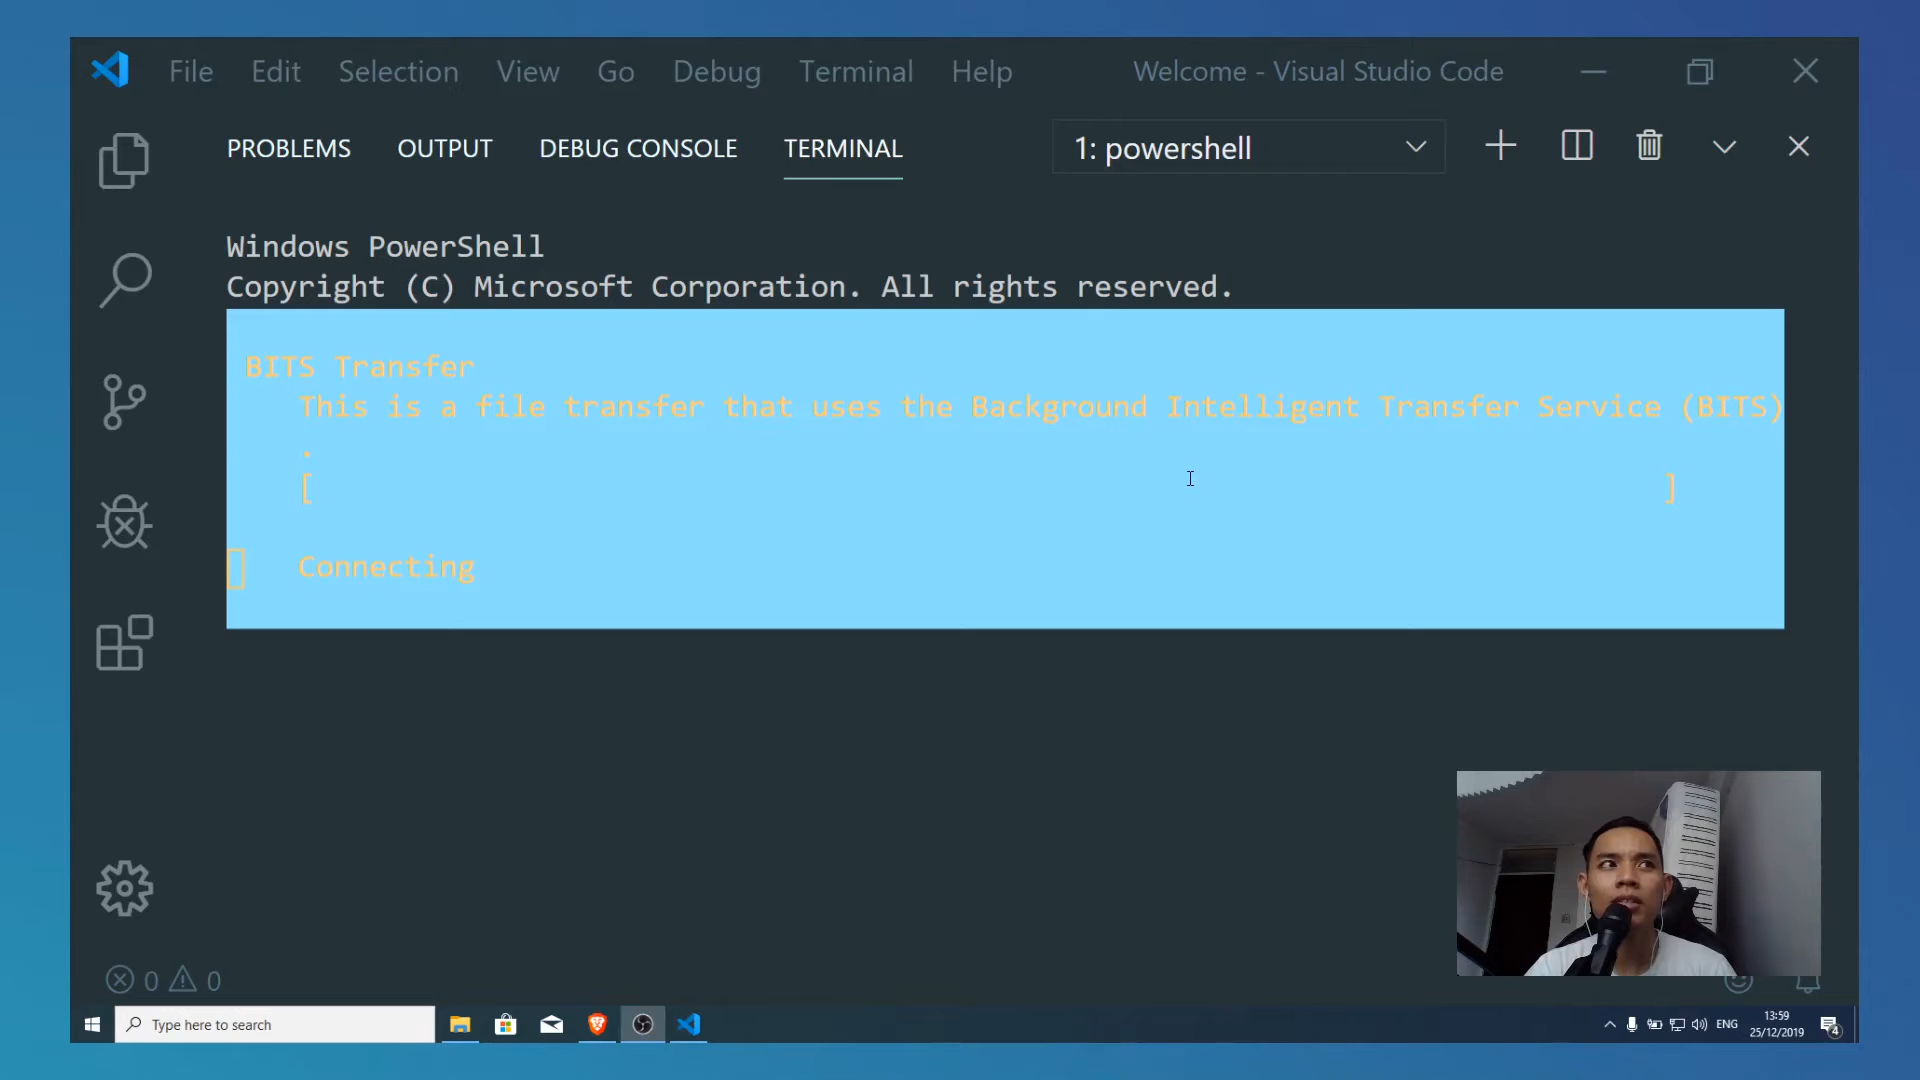 File Edit Selection View Go Debug Terminal Help Welcome - Visual Studio Code
PROBLEMS OUTPUT DEBUG CONSOLE TERMINAL 1: powershell
Windows PowerShell
Copyright (C) Microsoft Corporation. All rights reserved.
BITS Transfer
This is a file transfer that uses the Background Intelligent Transfer Service (BITS)
.
[ ]
Connecting
0 0
Type here to search
ENG
13:59
25/12/2019
4